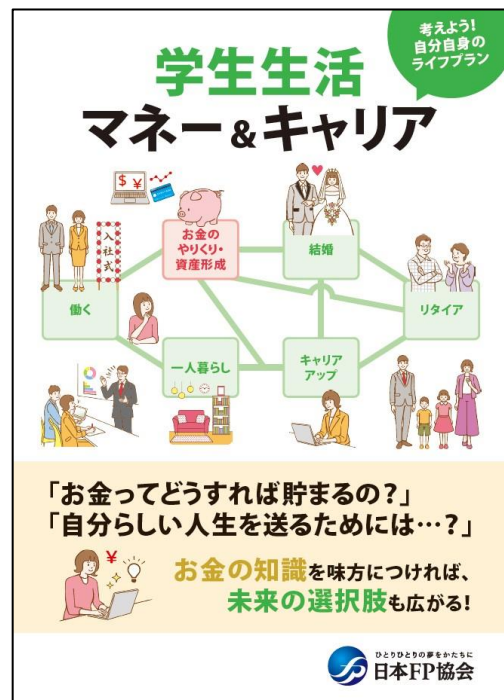 考えよう!
自分自身の
ライフプラン
学生生活
マネー&キャリア
$ ¥
入社式
お金の
やりくり・
資産形成
結婚
働く
リタイア
一人暮らし
キャリア
アップ
「お金ってどうすれば貯まるの?」
「自分らしい人生を送るためには…?」
¥
お金の知識を味方につければ、
未来の選択肢も広がる!
ひとりひとりの夢をかたちに
日本FP協会